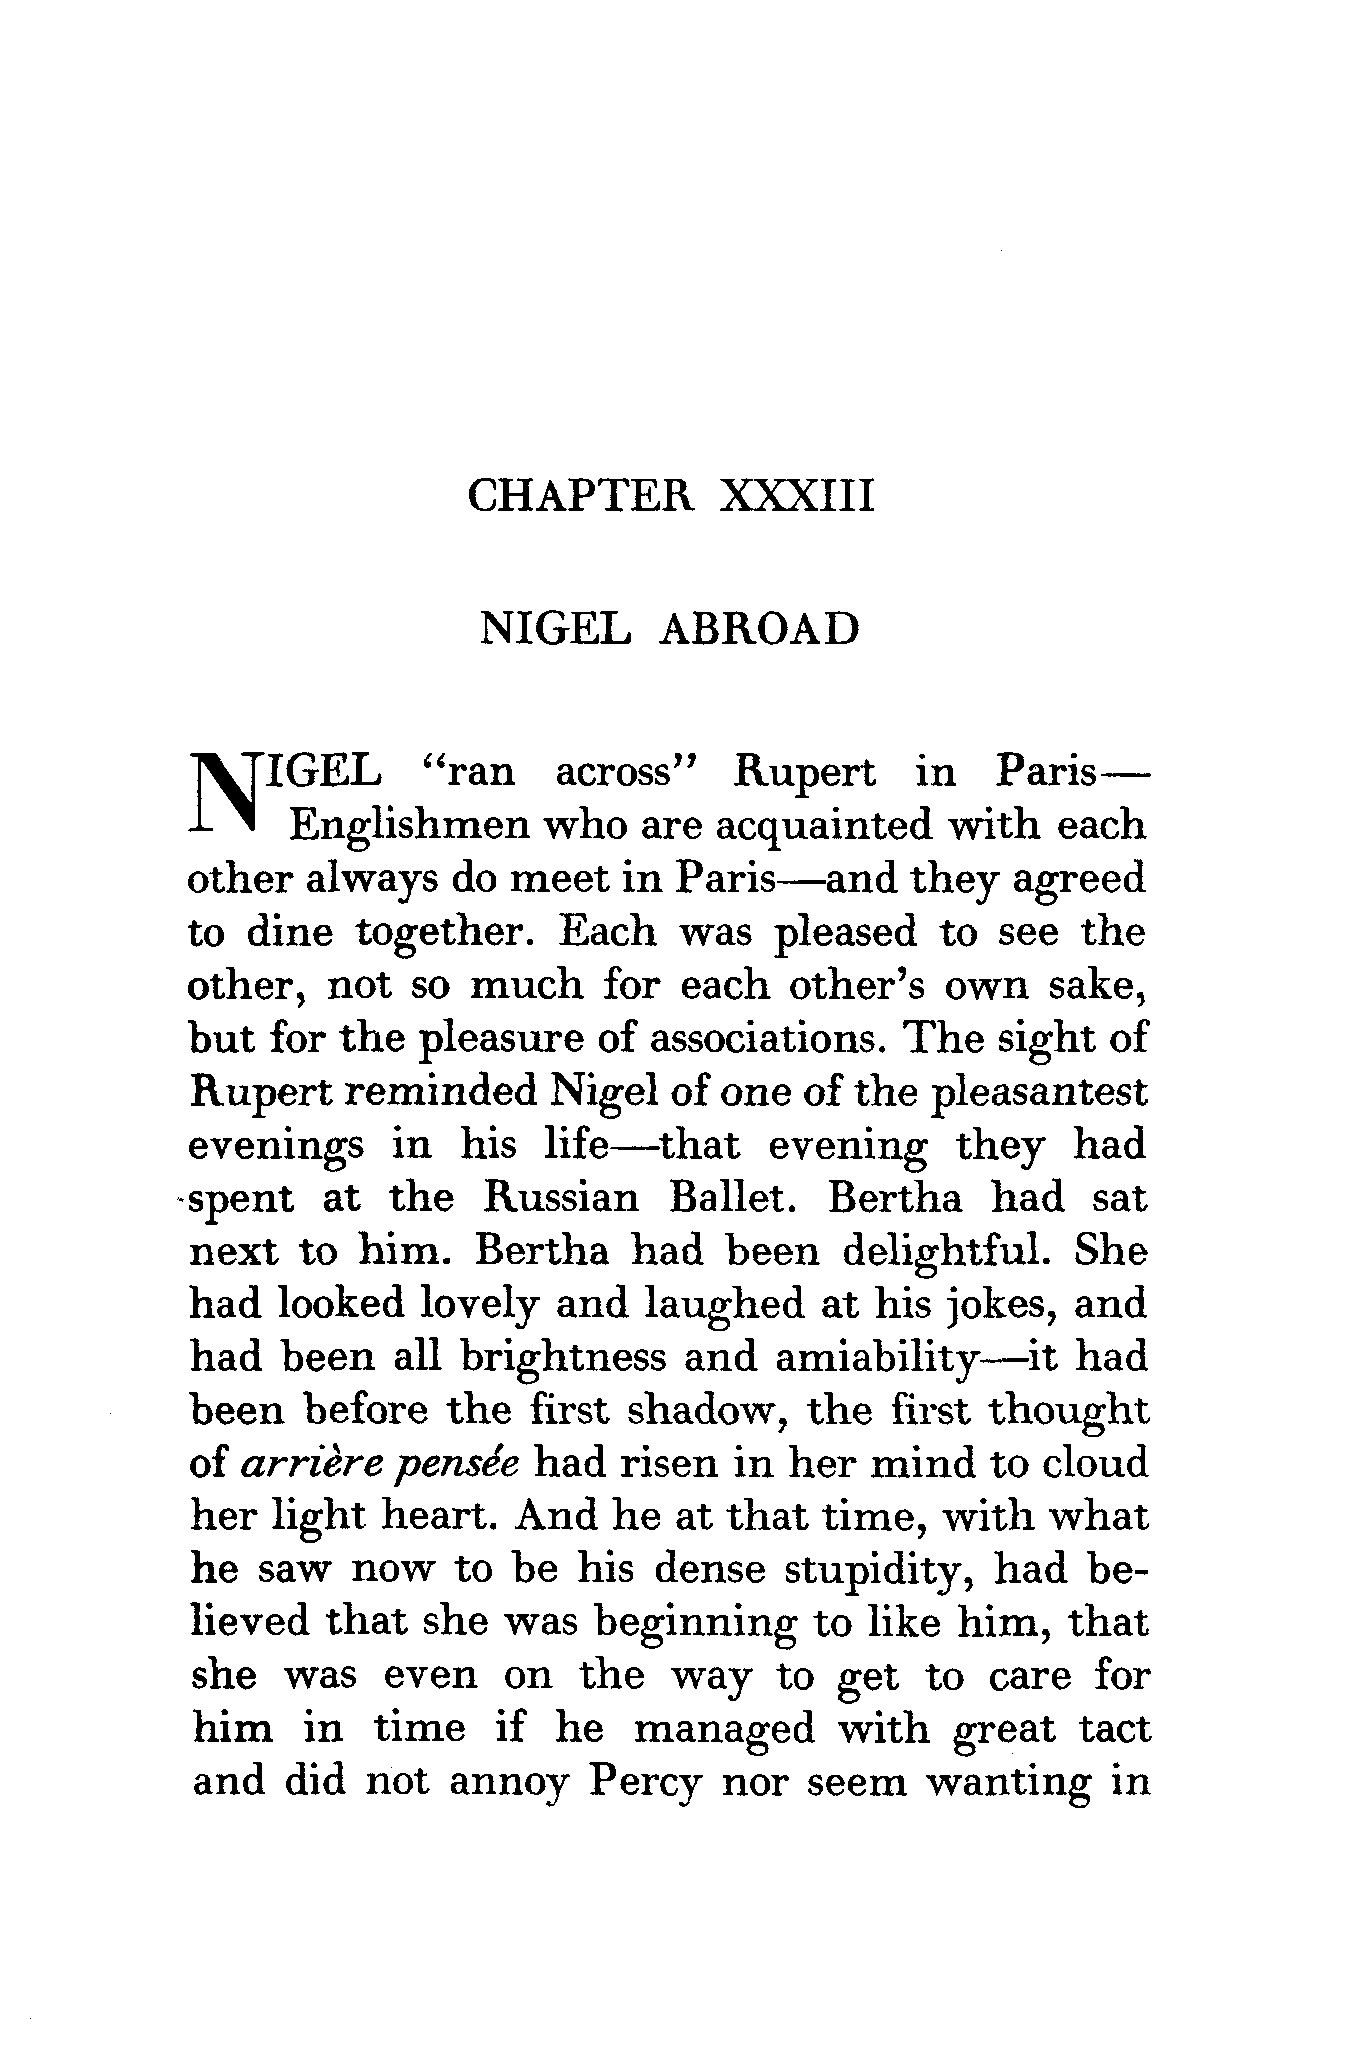 CHAPTER XXXIII
NIGEL ABROAD
NIGEL “ran across” Rupert in Paris—
Englishmen who are acquainted with each
other always do meet in Paris—and they agreed
to dine together. Each was pleased to see the
other, not so much for each other’s own sake,
but for the pleasure of associations. The sight of
Rupert reminded Nigel of one of the pleasantest
evenings in his life—that evening they had
spent at the Russian Ballet. Bertha had sat
next to him. Bertha had been delightful. She
had looked lovely and laughed at his jokes, and
had been all brightness and amiability—it had
been before the first shadow, the first thought
of arrière pensée had risen in her mind to cloud
her light heart. And he at that time, with what
he saw now to be his dense stupidity, had be-
lieved that she was beginning to like him, that
she was even on the way to get to care for
him in time if he managed with great tact
and did not annoy Percy nor seem wanting in